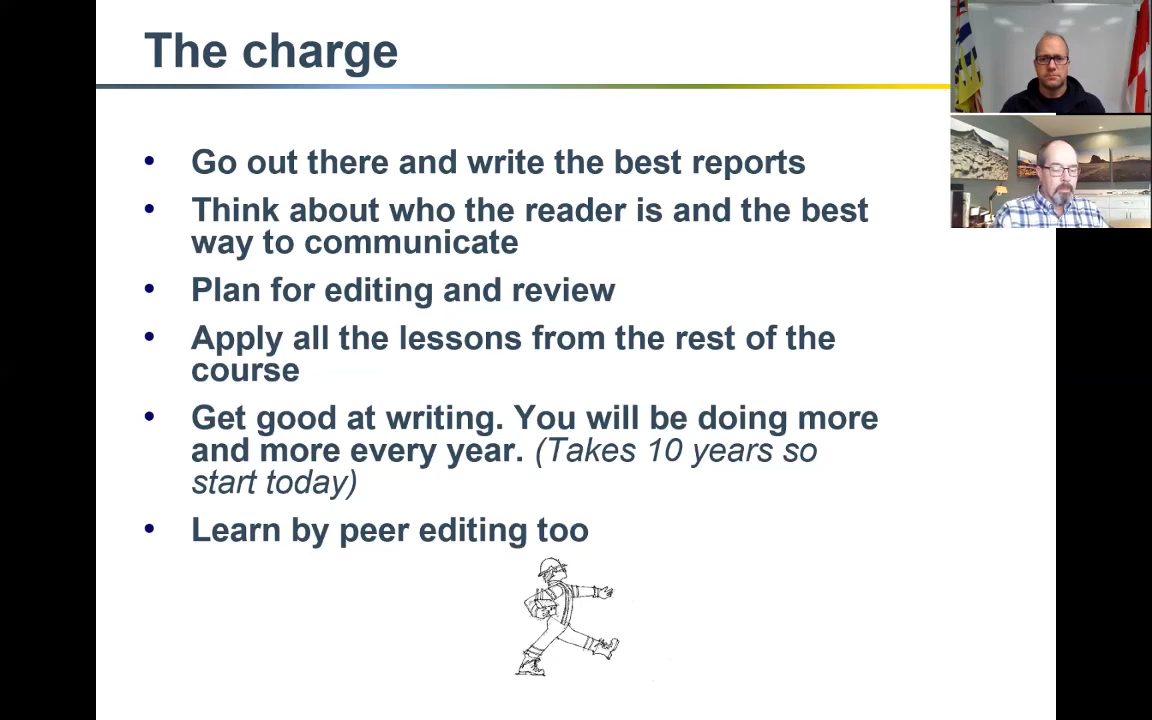 The charge
• Go out there and write the best reports
• Think about who the reader is and the best
way to communicate
• Plan for editing and review
• Apply all the lessons from the rest of the
course
• Get good at writing. You will be doing more
and more every year. (Takes 10 years so
start today)
• Learn by peer editing too